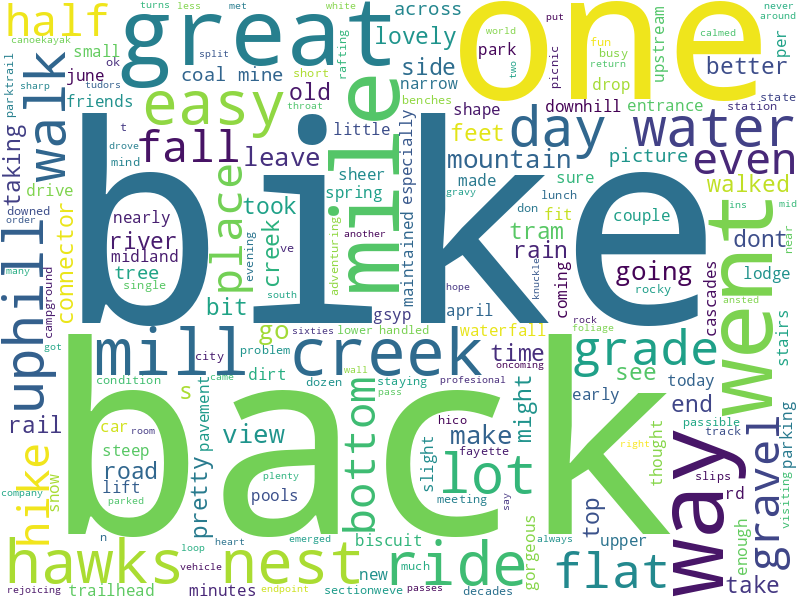 bike
back
one
great
way
went
mile
creek
mill
hawks nest
ride
lot
day water
uphill
walk
half
easy
fall
flat
grade
gravel
hike
place
bottom
even
mountain
leave
took
view
make
time
pretty
might
going
river
road
rail
lovely
side
better
old
june
coal mine
small
friends
across
park
narrow
little
sheer
spring
shape
feet
downhill
entrance
drop
per
upstream
picture
walked
made
sure
lunch
fit
couple
dont
tram
rain
coming
rocky
lodge
cascades
stairs
april
gsyp
waterfall
creek
go
bit
s
dirt
see
end
today
early
top
upper
thought
take
rd
slips
parking
passable
track
enough
visiting
gorgeous
biscuit
new
meeting
slight
hico
fayette
staying
condition
pavement
car
room
steep
lift
pools
snow
trailhead
minutes
loop
n
parked
company
rejoicing
vehicle
heart
endpoint
emerged
plenty
much
sectionweve
passes
decades
always
right
say
pass
wall
profesional
oncoming
dozen
problem
city
sixties
lower
handled
came
got
many
order
downed
drive
connector
taking
parktrail
campground
nearly
midland
tree
single
evening
south
ve
another
adventuring
maintained
especially
gravy
don
hope
knuckle
rock
foliage
ansted
ins
mid
near
world
two
calmed
put
picnic
fun
busy
return
station
state
never
around
white
rafting
met
less
turns
short
benches
split
throat
canoekayak
ok
sharp
tudors
drove
mind
t